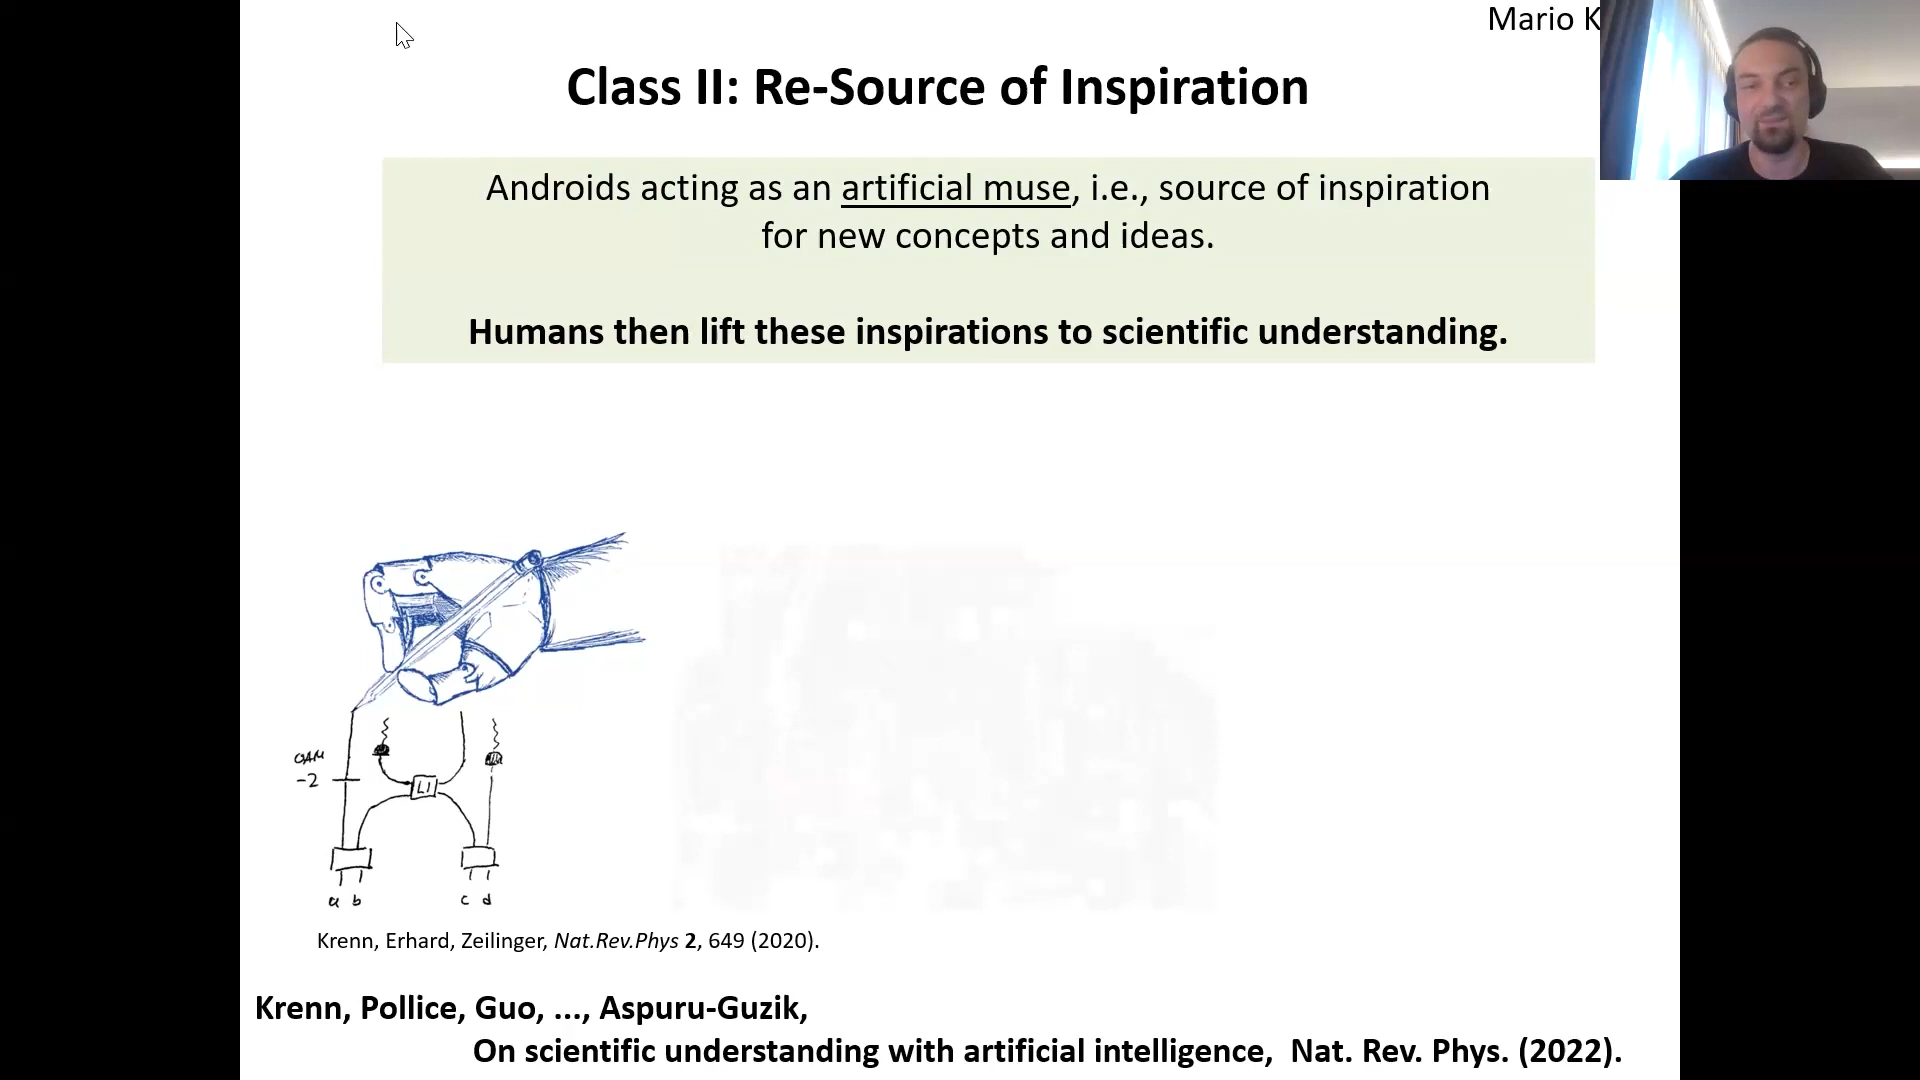 Mario K
Class II: Re-Source of Inspiration
Androids acting as an artificial muse, i.e., source of inspiration
for new concepts and ideas.
Humans then lift these inspirations to scientific understanding.
OAM
-2
LI
a b
c d
Krenn, Erhard, Zeilinger, Nat.Rev.Phys 2, 649 (2020).
Krenn, Pollice, Guo, ..., Aspuru-Guzik,
On scientific understanding with artificial intelligence, Nat. Rev. Phys. (2022).